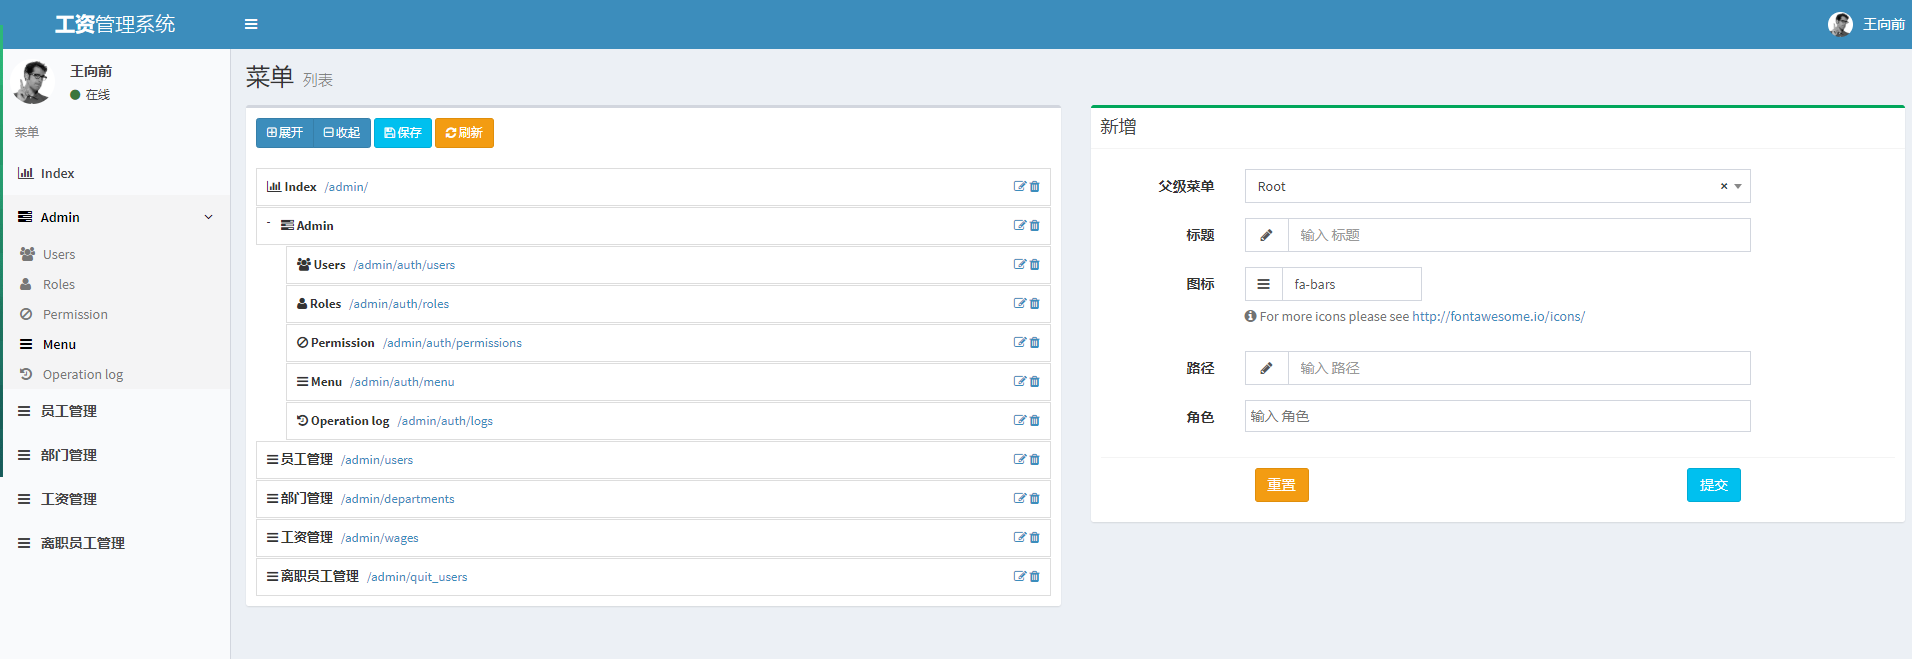 工资管理系统
王向前
王向前
在线
菜单
Index
Admin
Users
Roles
Permission
Menu
Operation log
员工管理
部门管理
工资管理
离职员工管理
菜单 列表
展开 收起 保存 刷新
Index /admin/
- Admin
Users /admin/auth/users
Roles /admin/auth/roles
Permission /admin/auth/permissions
Menu /admin/auth/menu
Operation log /admin/auth/logs
员工管理 /admin/users
部门管理 /admin/departments
工资管理 /admin/wages
离职员工管理 /admin/quit_users
新增
父级菜单 Root ×
标题 输入 标题
图标 fa-bars
For more icons please see http://fontawesome.io/icons/
路径 输入 路径
角色 输入 角色
重置 提交